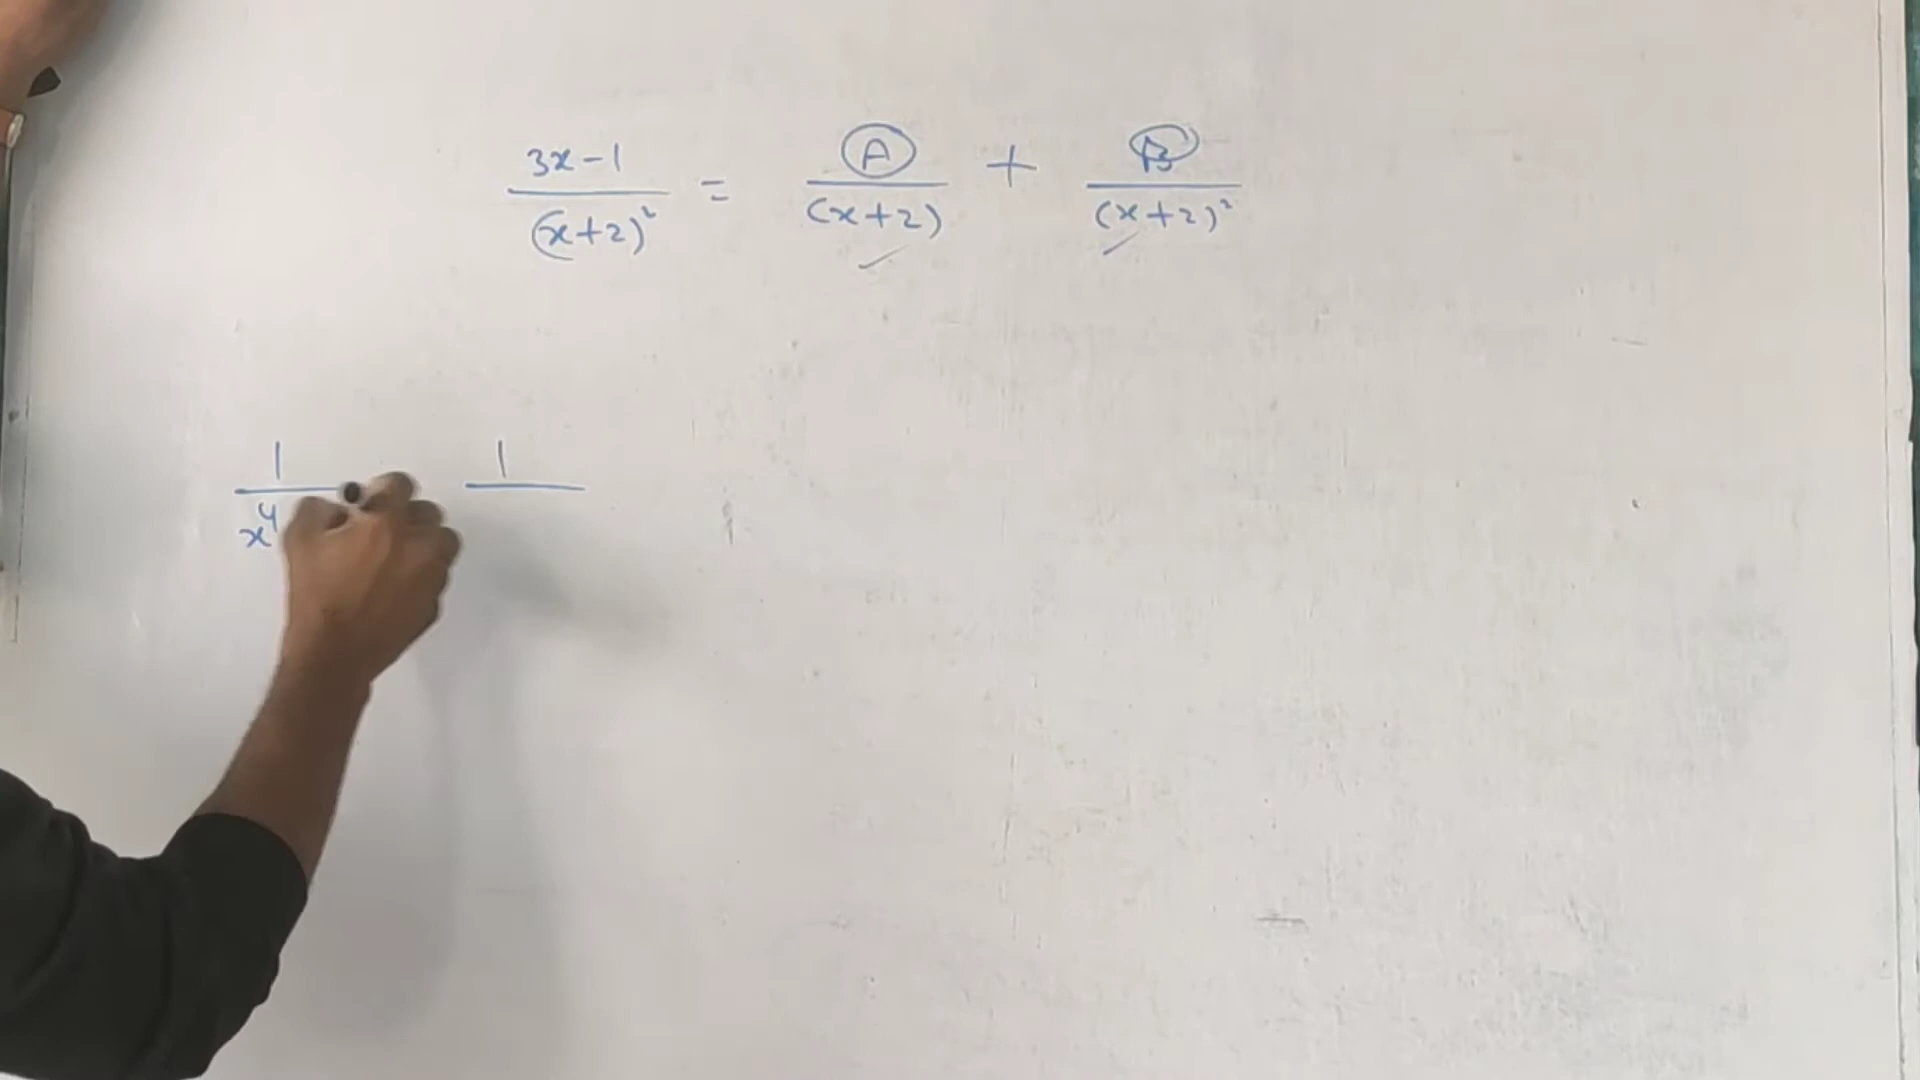 3x-1 / (x+2)² = A / (x+2) + B / (x+2)²
1 / x⁴ 1